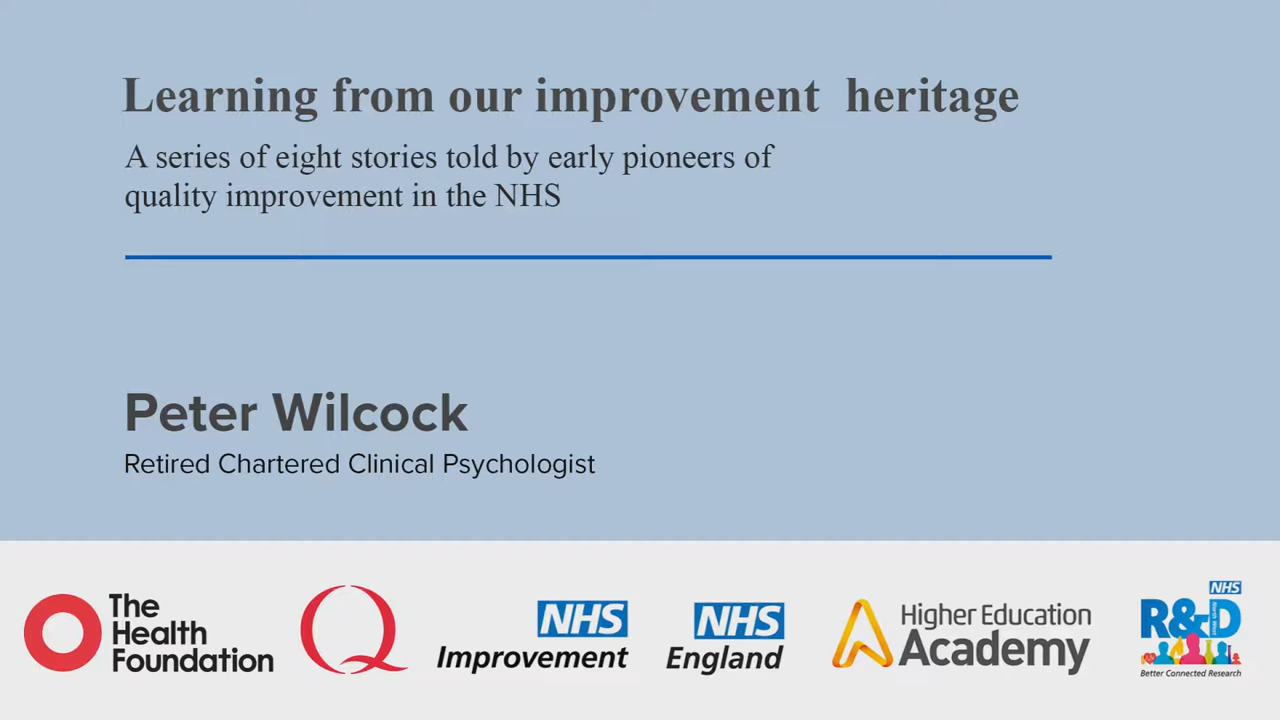 Learning from our improvement heritage
A series of eight stories told by early pioneers of
quality improvement in the NHS
Peter Wilcock
Retired Chartered Clinical Psychologist
The
Health
Foundation
Q
NHS
Improvement
NHS
England
Higher Education
Academy
NHS
R&D
North West
Better Connected Research